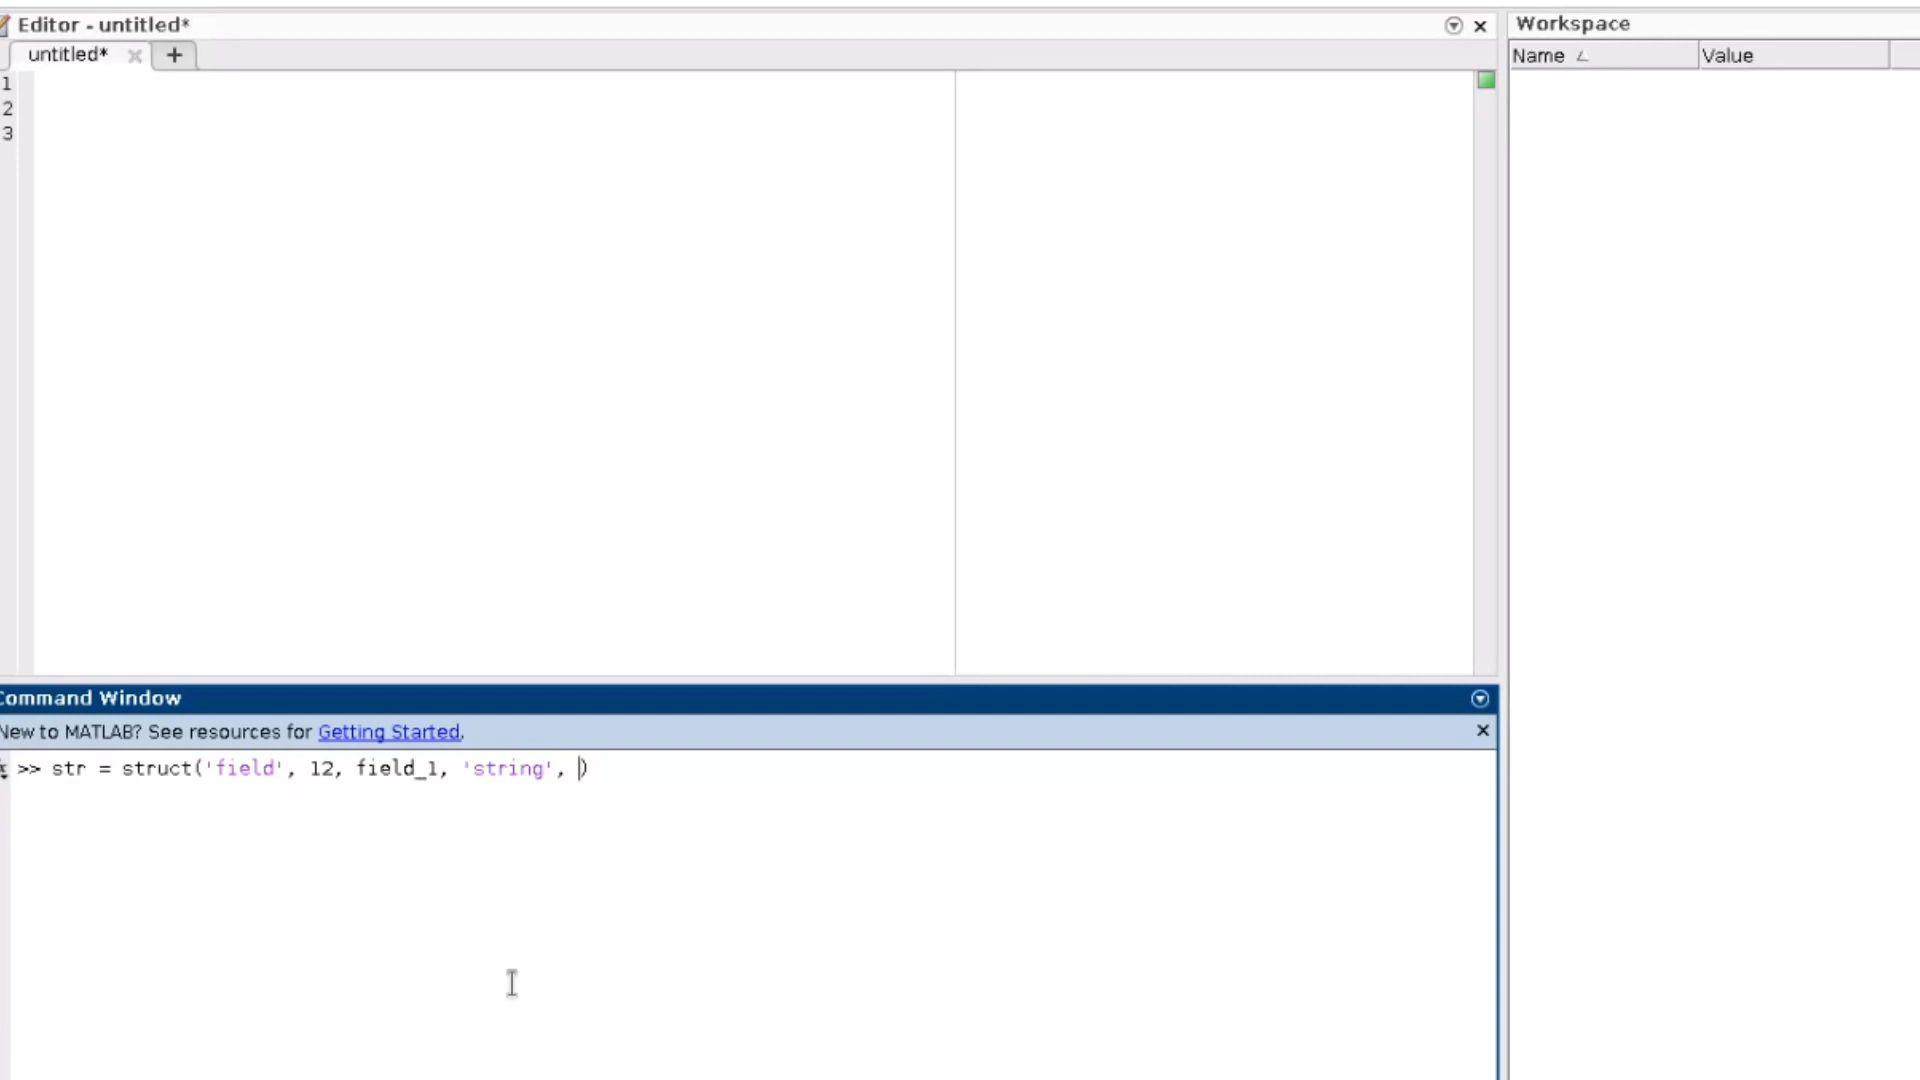 Editor - untitled*
untitled*
+
1
2
3
Workspace
Name
Value
Command Window
New to MATLAB? See resources for Getting Started.
>> str = struct('field', 12, field_1, 'string', )